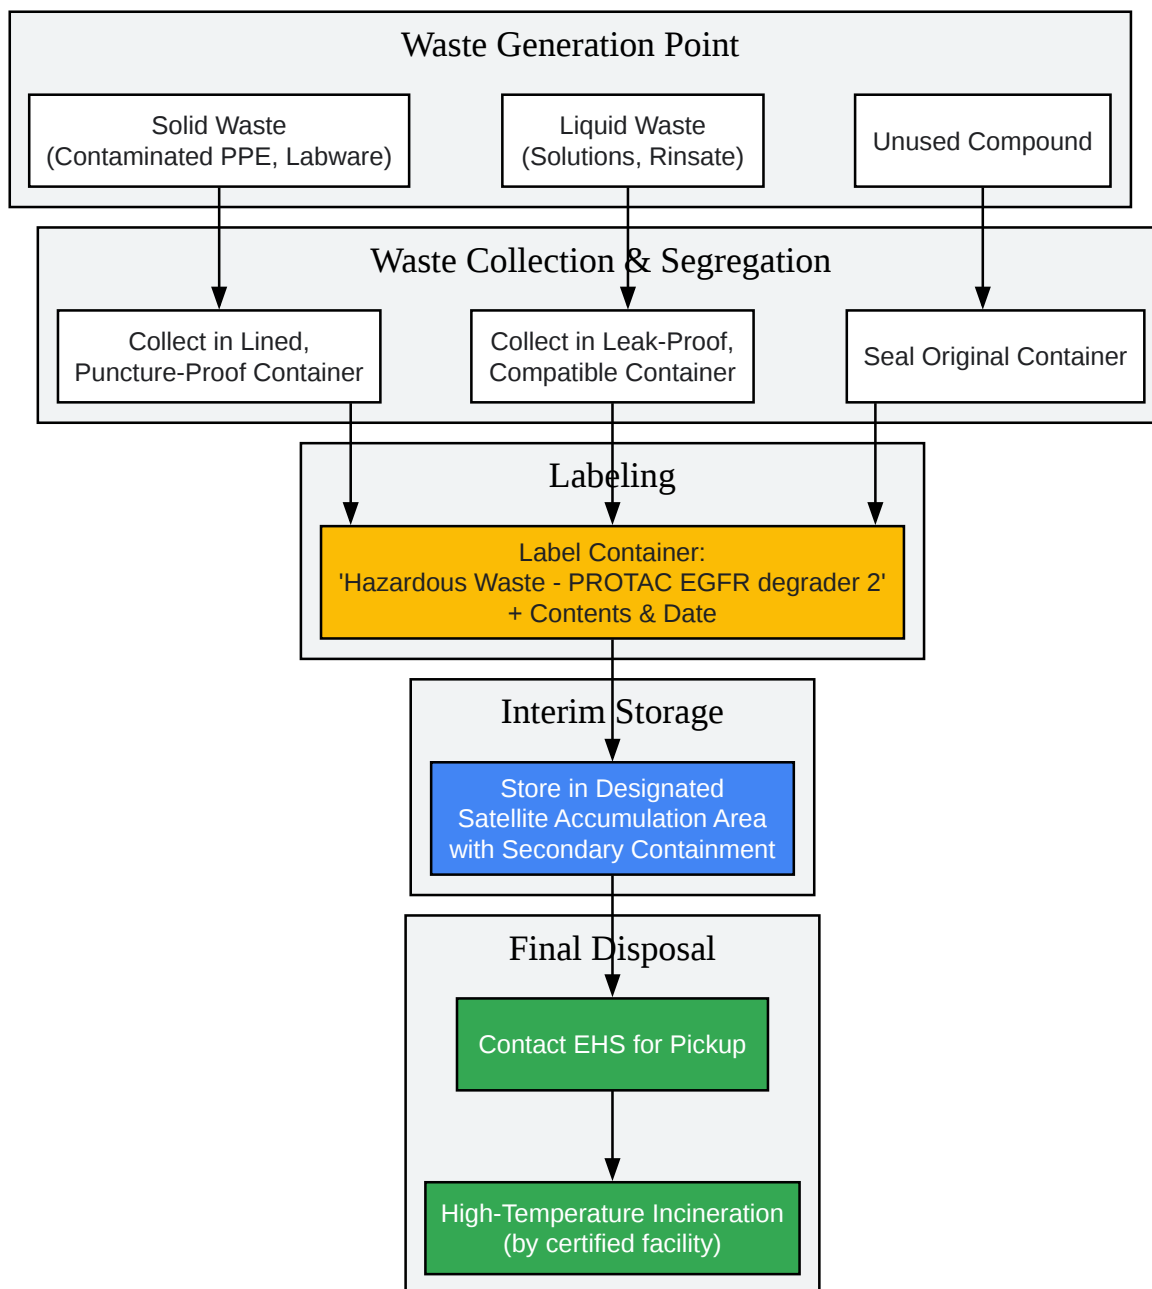 Waste Generation Point
Solid Waste
(Contaminated PPE, Labware)
Liquid Waste
(Solutions, Rinsate)
Unused Compound
Waste Collection & Segregation
Collect in Lined,
Puncture-Proof Container
Collect in Leak-Proof,
Compatible Container
Seal Original Container
Labeling
Label Container:
'Hazardous Waste - PROTAC EGFR degrader 2'
+ Contents & Date
Interim Storage
Store in Designated
Satellite Accumulation Area
with Secondary Containment
Final Disposal
Contact EHS for Pickup
High-Temperature Incineration
(by certified facility)